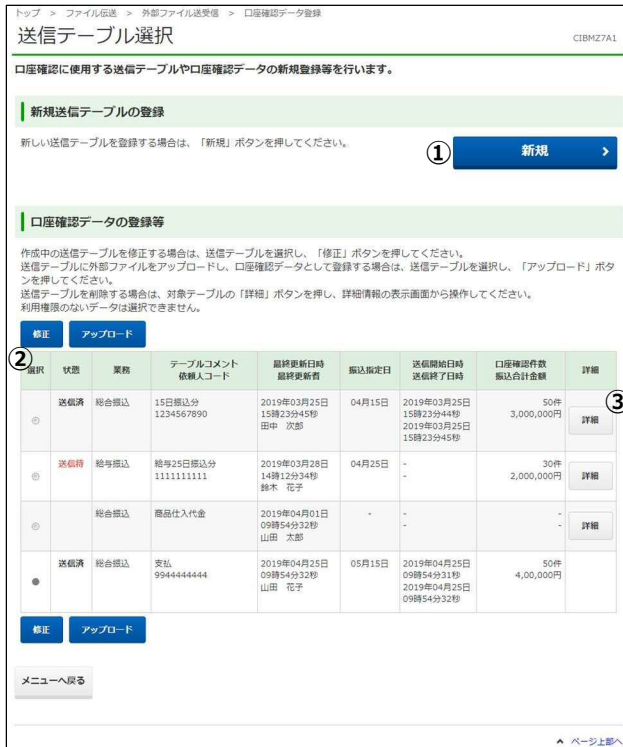 トップ > ファイル伝送 > 外部ファイル送受信 > 口座確認データ登録
送信テーブル選択
CIBMZ7A1
口座確認に使用する送信テーブルや口座確認データの新規登録等を行います。
新規送信テーブルの登録
新しい送信テーブルを登録する場合は、「新規」ボタンを押してください。
①
新規
口座確認データの登録等
作成中の送信テーブルを修正する場合は、送信テーブルを選択し、「修正」ボタンを押してください。
送信テーブルに外部ファイルをアップロードし、口座確認データとして登録する場合は、送信テーブルを選択し、「アップロード」ボタ
ンを押してください。
送信テーブルを削除する場合は、対象テーブルの「詳細」ボタンを押し、詳細情報の表示画面から操作してください。
利用権限のないデータは選択できません。
修正 アップロード
②
選択 状態 業務 テーブルコメント 最終更新日時 振込指定日 送信開始日時 口座確認件数 詳細
依頼人コード 最終更新者 送信終了日時 振込合計金額
③
送信済 総合振込 15日振込分 2019年03月25日 04月15日 2019年03月25日 50件
1234567890 15時23分45秒 15時23分44秒 3,000,000円 詳細
田中 次郎 2019年03月25日
15時23分45秒
送信待 給与振込 給与25日振込分 2019年03月28日 04月25日 - 30件
1111111111 14時12分34秒 - 2,000,000円 詳細
鈴木 花子
総合振込 商品仕入代金 2019年04月01日 - - -
09時54分32秒 - - 詳細
山田 太郎
送信済 総合振込 支払 2019年04月25日 05月15日 2019年04月25日 50件
9944444444 09時54分32秒 09時54分31秒 4,00,000円
山田 花子 2019年04月25日
09時54分32秒
修正 アップロード
メニューへ戻る
ページ上部へ